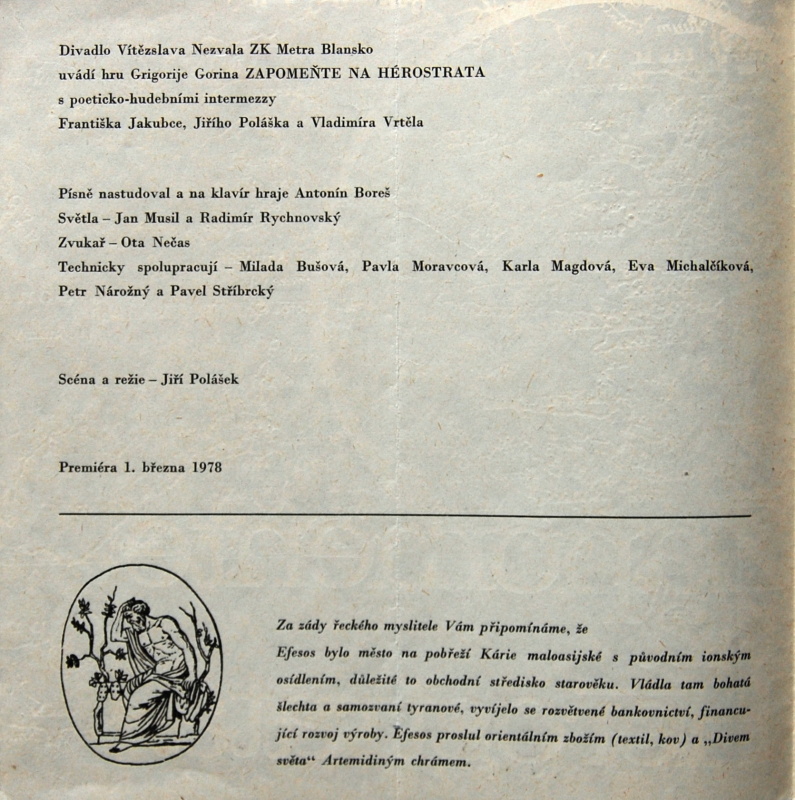 Divadlo Vítězslava Nezvala ZK Metra Blansko
uvádí hru Grigorije Gorina ZAPOMEŇTE NA HÉROSTRATA
s poeticko-hudebními intermezzy
Františka Jakubce, Jiřího Poláška a Vladimíra Vrtěla
Písně nastudoval a na klavír hraje Antonín Boreš
Světla – Jan Musil a Radimír Rychnovský
Zvukař – Ota Nečas
Technicky spolupracují – Milada Bušová, Pavla Moravcová, Karla Magdová, Eva Michalčíková,
Petr Nárožný a Pavel Stříbrcký
Scéna a režie – Jiří Polášek
Premiéra 1. března 1978
Za zády řeckého myslitele Vám připomínáme, že
Efesos bylo město na pobřeží Kárie maloasijské s původním ionským
osídlením, důležité to obchodní středisko starověku. Vládla tam bohatá
šlechta a samozvaní tyranové, vyvíjelo se rozvětvené bankovnictví, financu-
jící rozvoj výroby. Efesos proslul orientálním zbožím (textil, kov) a „Divem
světa“ Artemidiným chrámem.